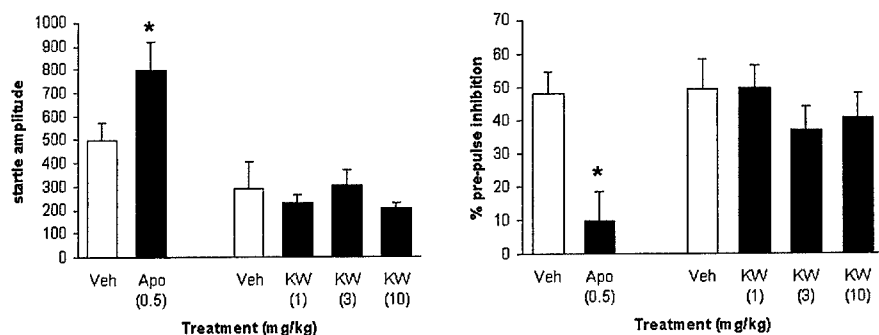 startle amplitude
1000
900
800
700
600
500
400
300
200
100
0
*
Veh Apo Veh KW KW KW
(0.5) (1) (3) (10)
Treatment (mg/kg)
% pre-pulse inhibition
70
60
50
40
30
20
10
0
*
Veh Apo Veh KW KW KW
(0.5) (1) (3) (10)
Treatment (mg/kg)